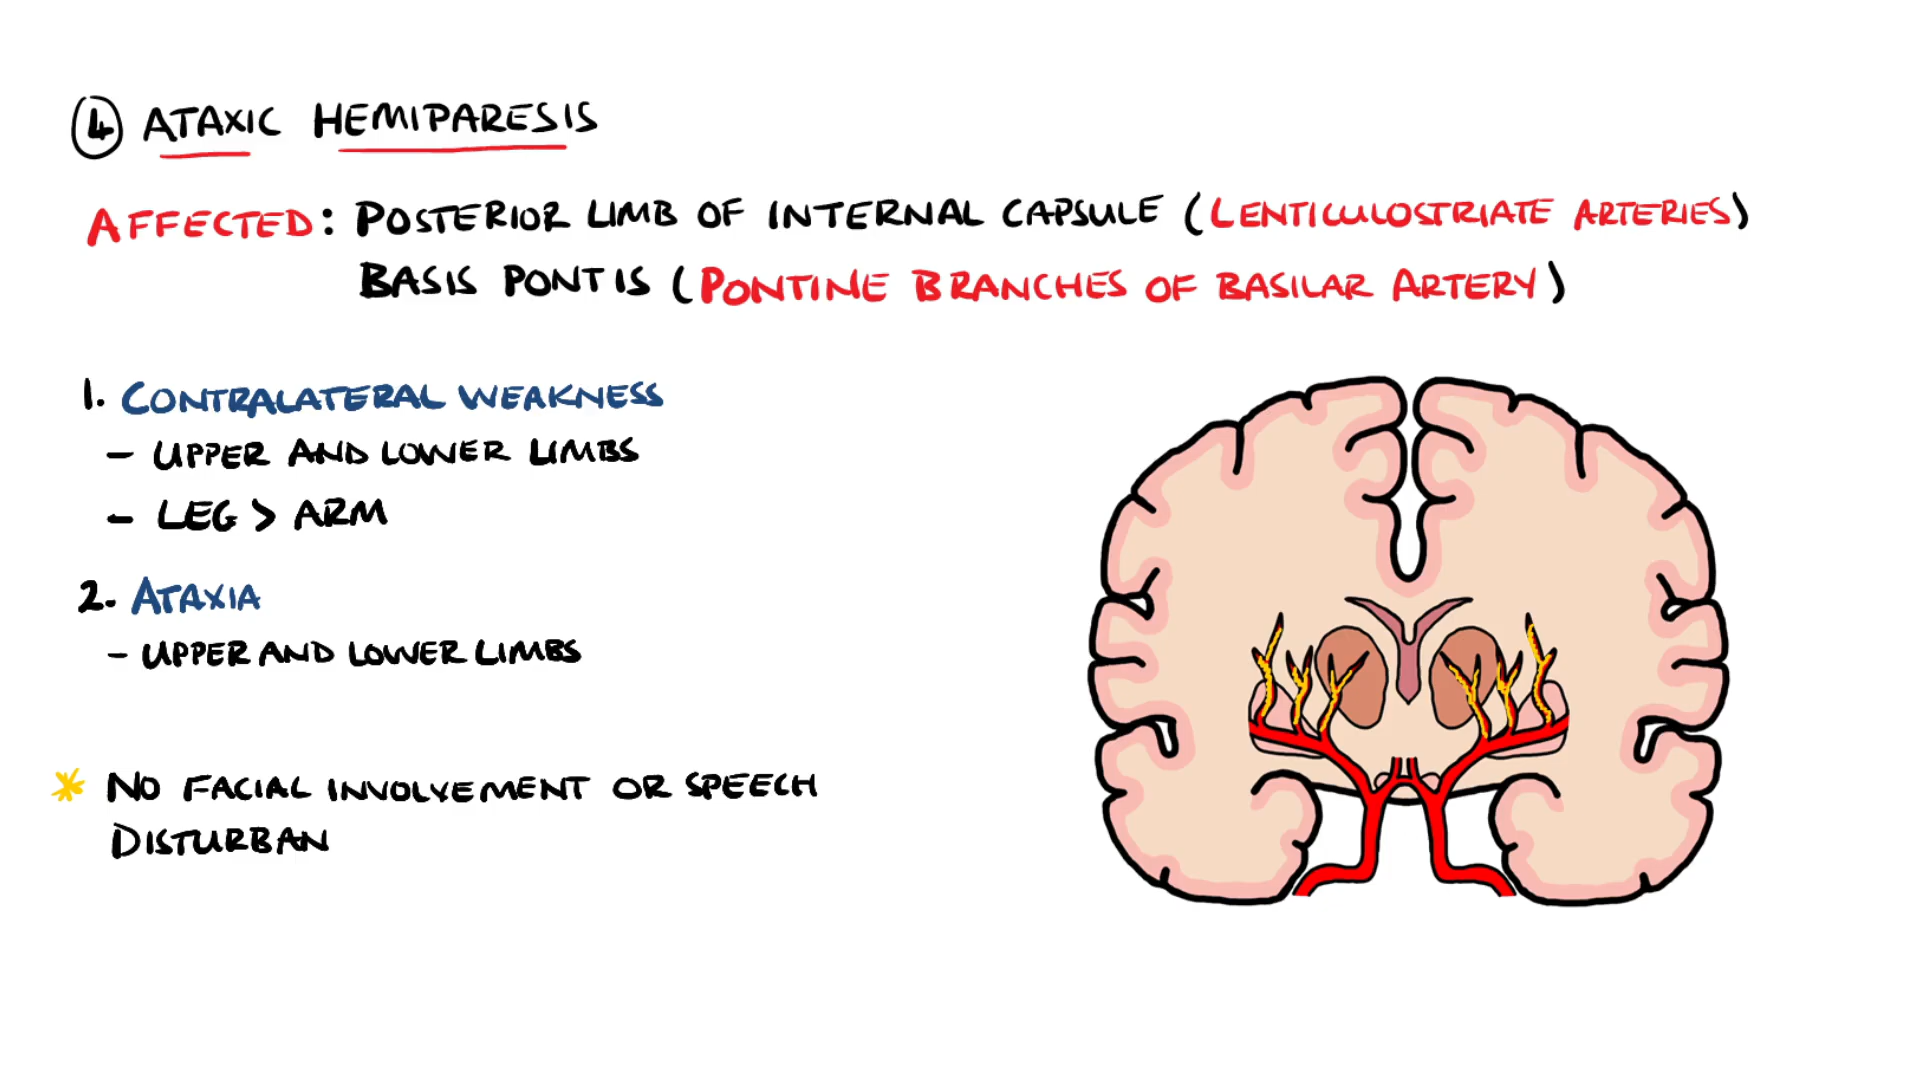 4 ATAXIC HEMIPARESIS
AFFECTED: POSTERIOR LIMB OF INTERNAL CAPSULE (LENTICULOSTRIATE ARTERIES)
BASIS PONTIS (PONTINE BRANCHES OF BASILAR ARTERY)
1. CONTRALATERAL WEAKNESS
- UPPER AND LOWER LIMBS
- LEG > ARM
2. ATAXIA
- UPPER AND LOWER LIMBS
* NO FACIAL INVOLVEMENT OR SPEECH
DISTURBAN